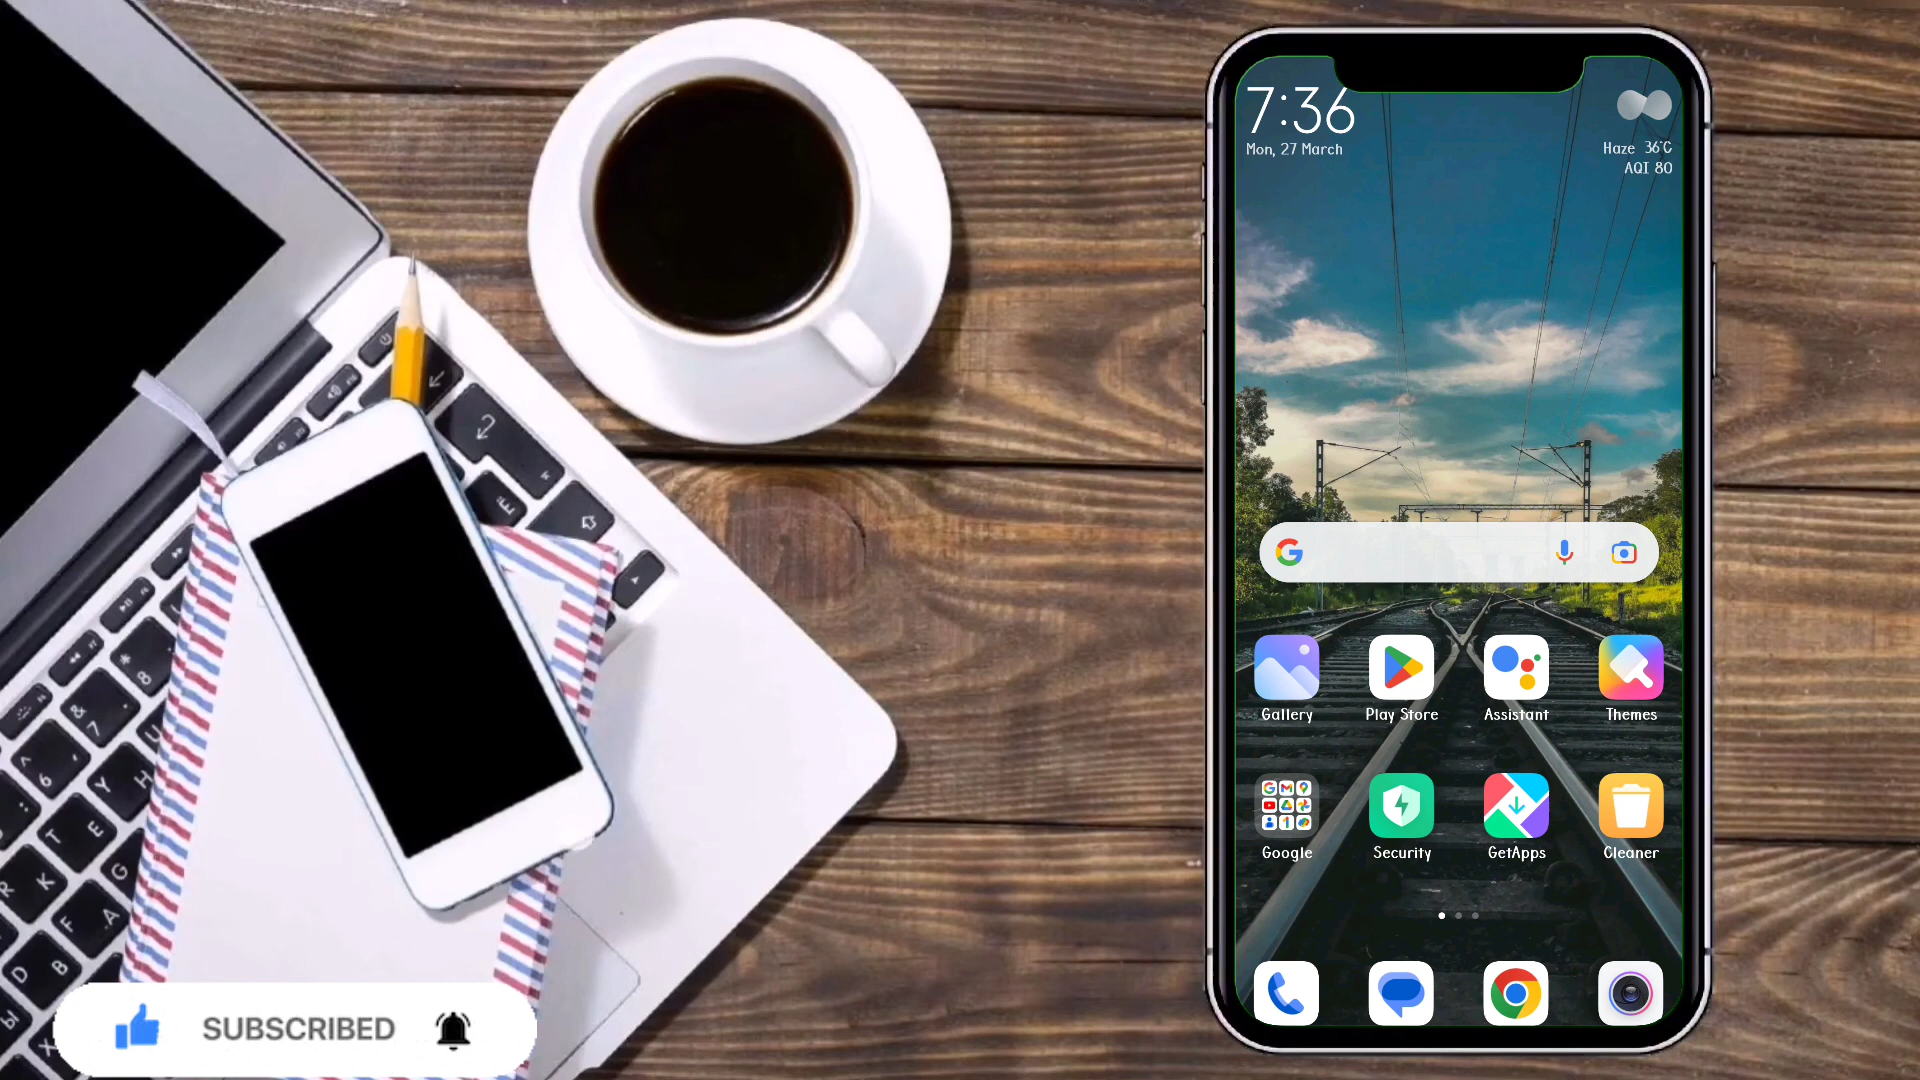 7:36
Mon, 27 March
Haze 36°C
AQI 80
Gallery
Play Store
Assistant
Themes
Google
Security
GetApps
Cleaner
SUBSCRIBED